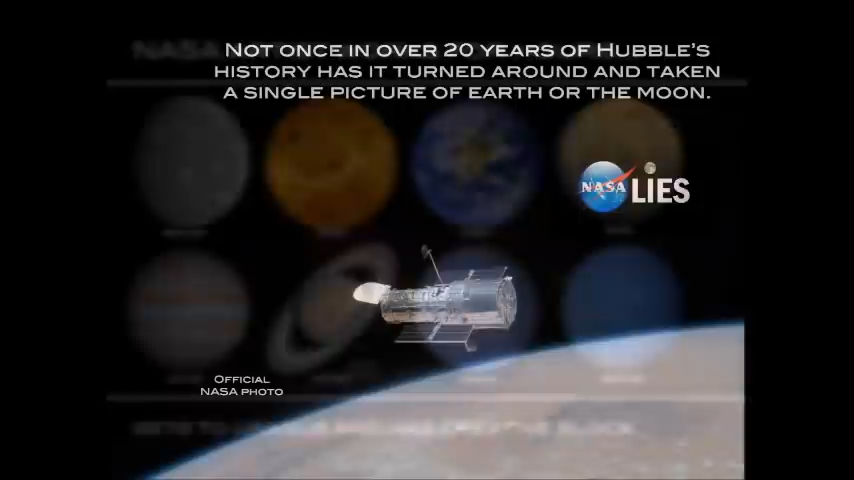 NOT ONCE IN OVER 20 YEARS OF HUBBLE'S
HISTORY HAS IT TURNED AROUND AND TAKEN
A SINGLE PICTURE OF EARTH OR THE MOON.
NASA LIES
OFFICIAL
NASA PHOTO